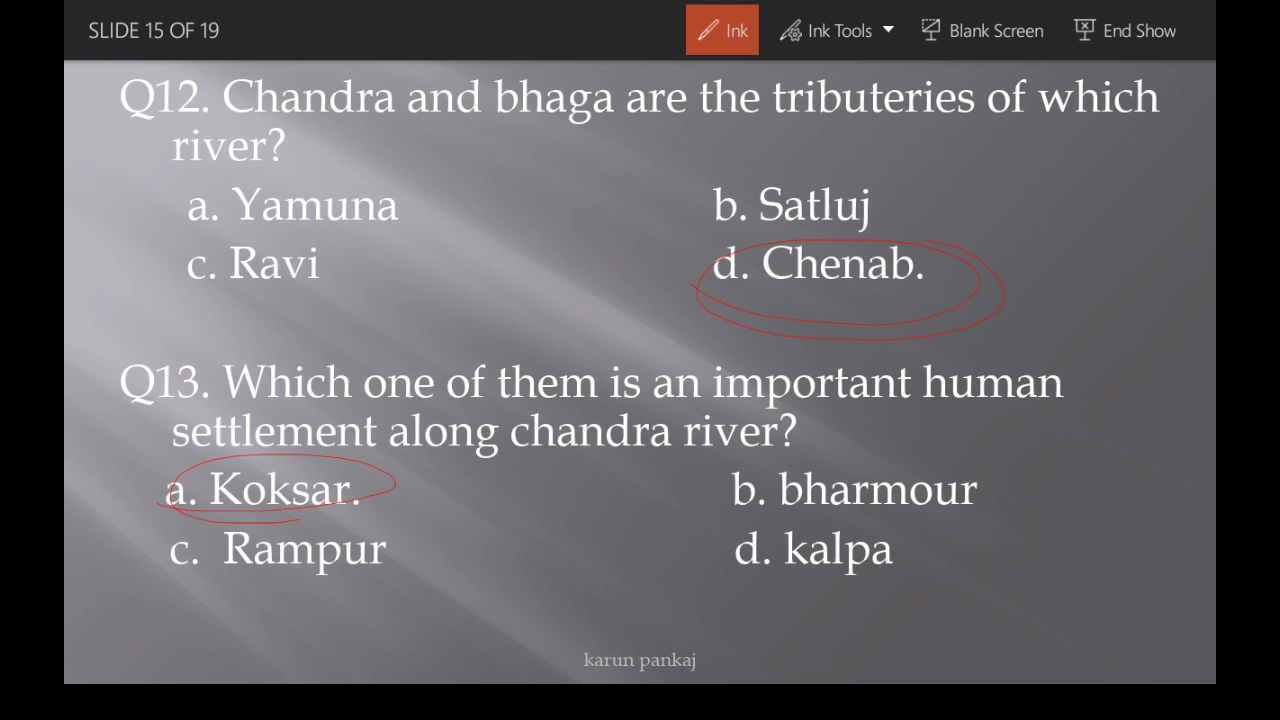 SLIDE 15 OF 19 Ink Ink Tools Blank Screen End Show
Q12. Chandra and bhaga are the tributeries of which
river?
a. Yamuna b. Satluj
c. Ravi d. Chenab.
Q13. Which one of them is an important human
settlement along chandra river?
a. Koksar. b. bharmour
c. Rampur d. kalpa
karun pankaj